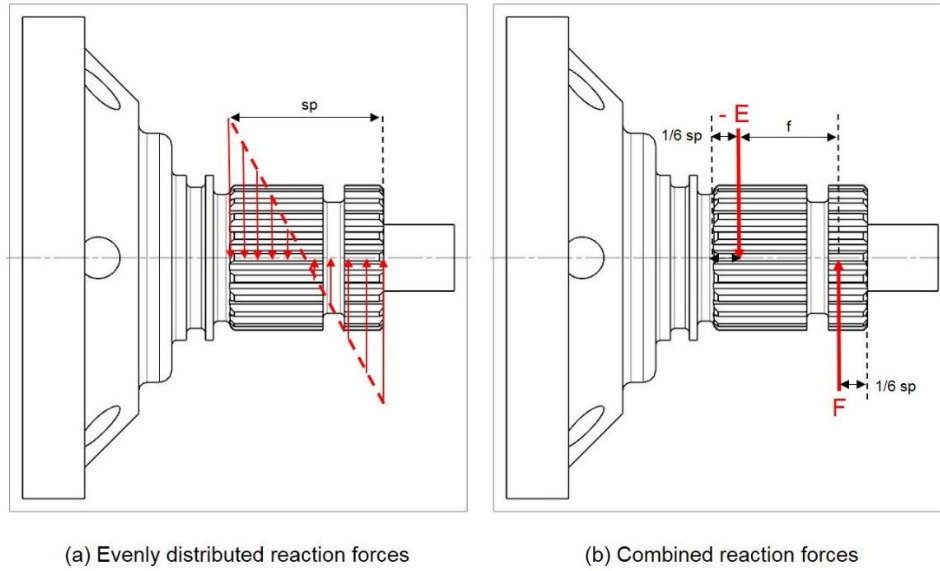 sp
- E
1/6 sp
f
F
1/6 sp
(a) Evenly distributed reaction forces
(b) Combined reaction forces